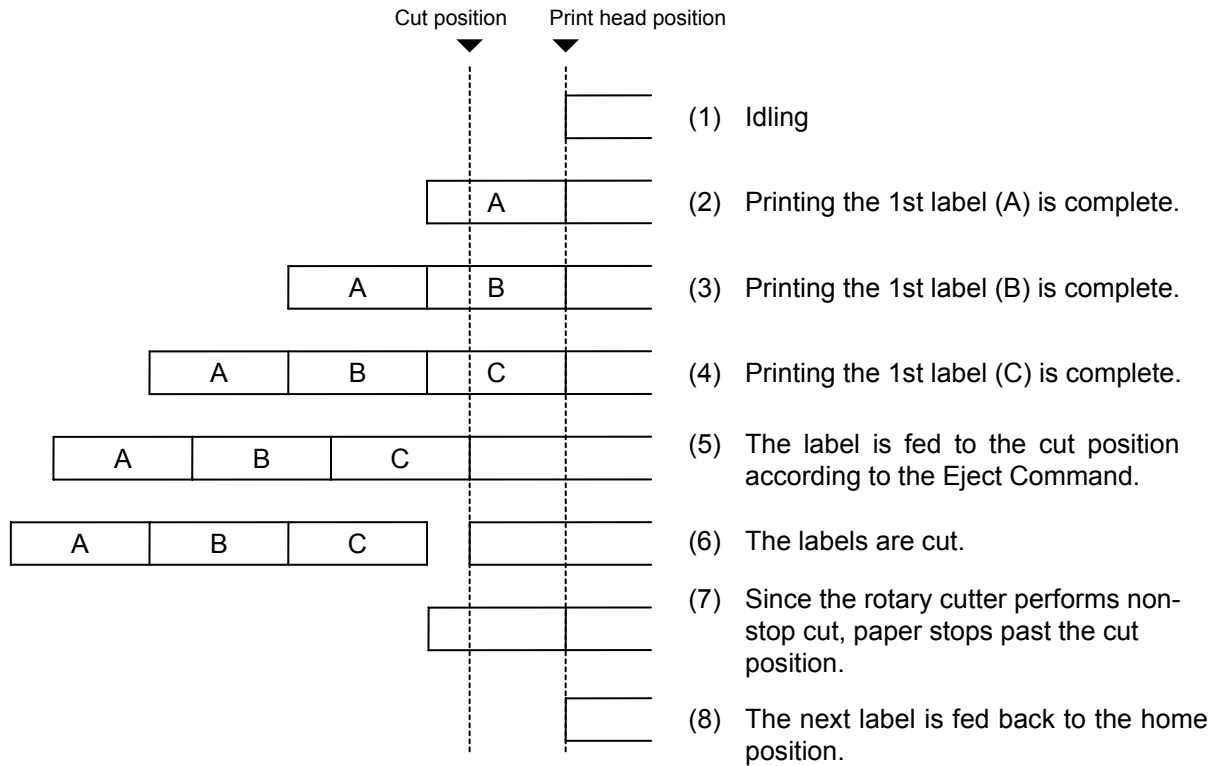 Cut position Print head position
(1) Idling
A (2) Printing the 1st label (A) is complete.
A B (3) Printing the 1st label (B) is complete.
A B C (4) Printing the 1st label (C) is complete.
A B C (5) The label is fed to the cut position
according to the Eject Command.
A B C (6) The labels are cut.
(7) Since the rotary cutter performs non-
stop cut, paper stops past the cut
position.
(8) The next label is fed back to the home
position.